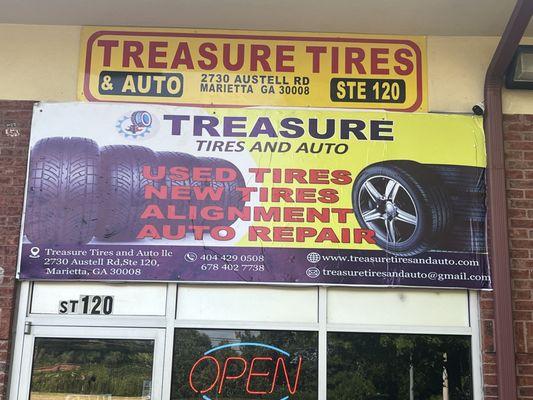 TREASURE TIRES
& AUTO
2730 AUSTELL RD
MARIETTA GA 30008
STE 120
TREASURE
TIRES AND AUTO
USED TIRES
NEW TIRES
ALIGNMENT
AUTO REPAIR
Treasure Tires and Auto llc
2730 Austell Rd,Ste 120,
Marietta, GA 30008
404 429 0508
678 402 7738
www.treasuretiresandauto.com
treasuretiresandauto@gmail.com
ST120
OPEN